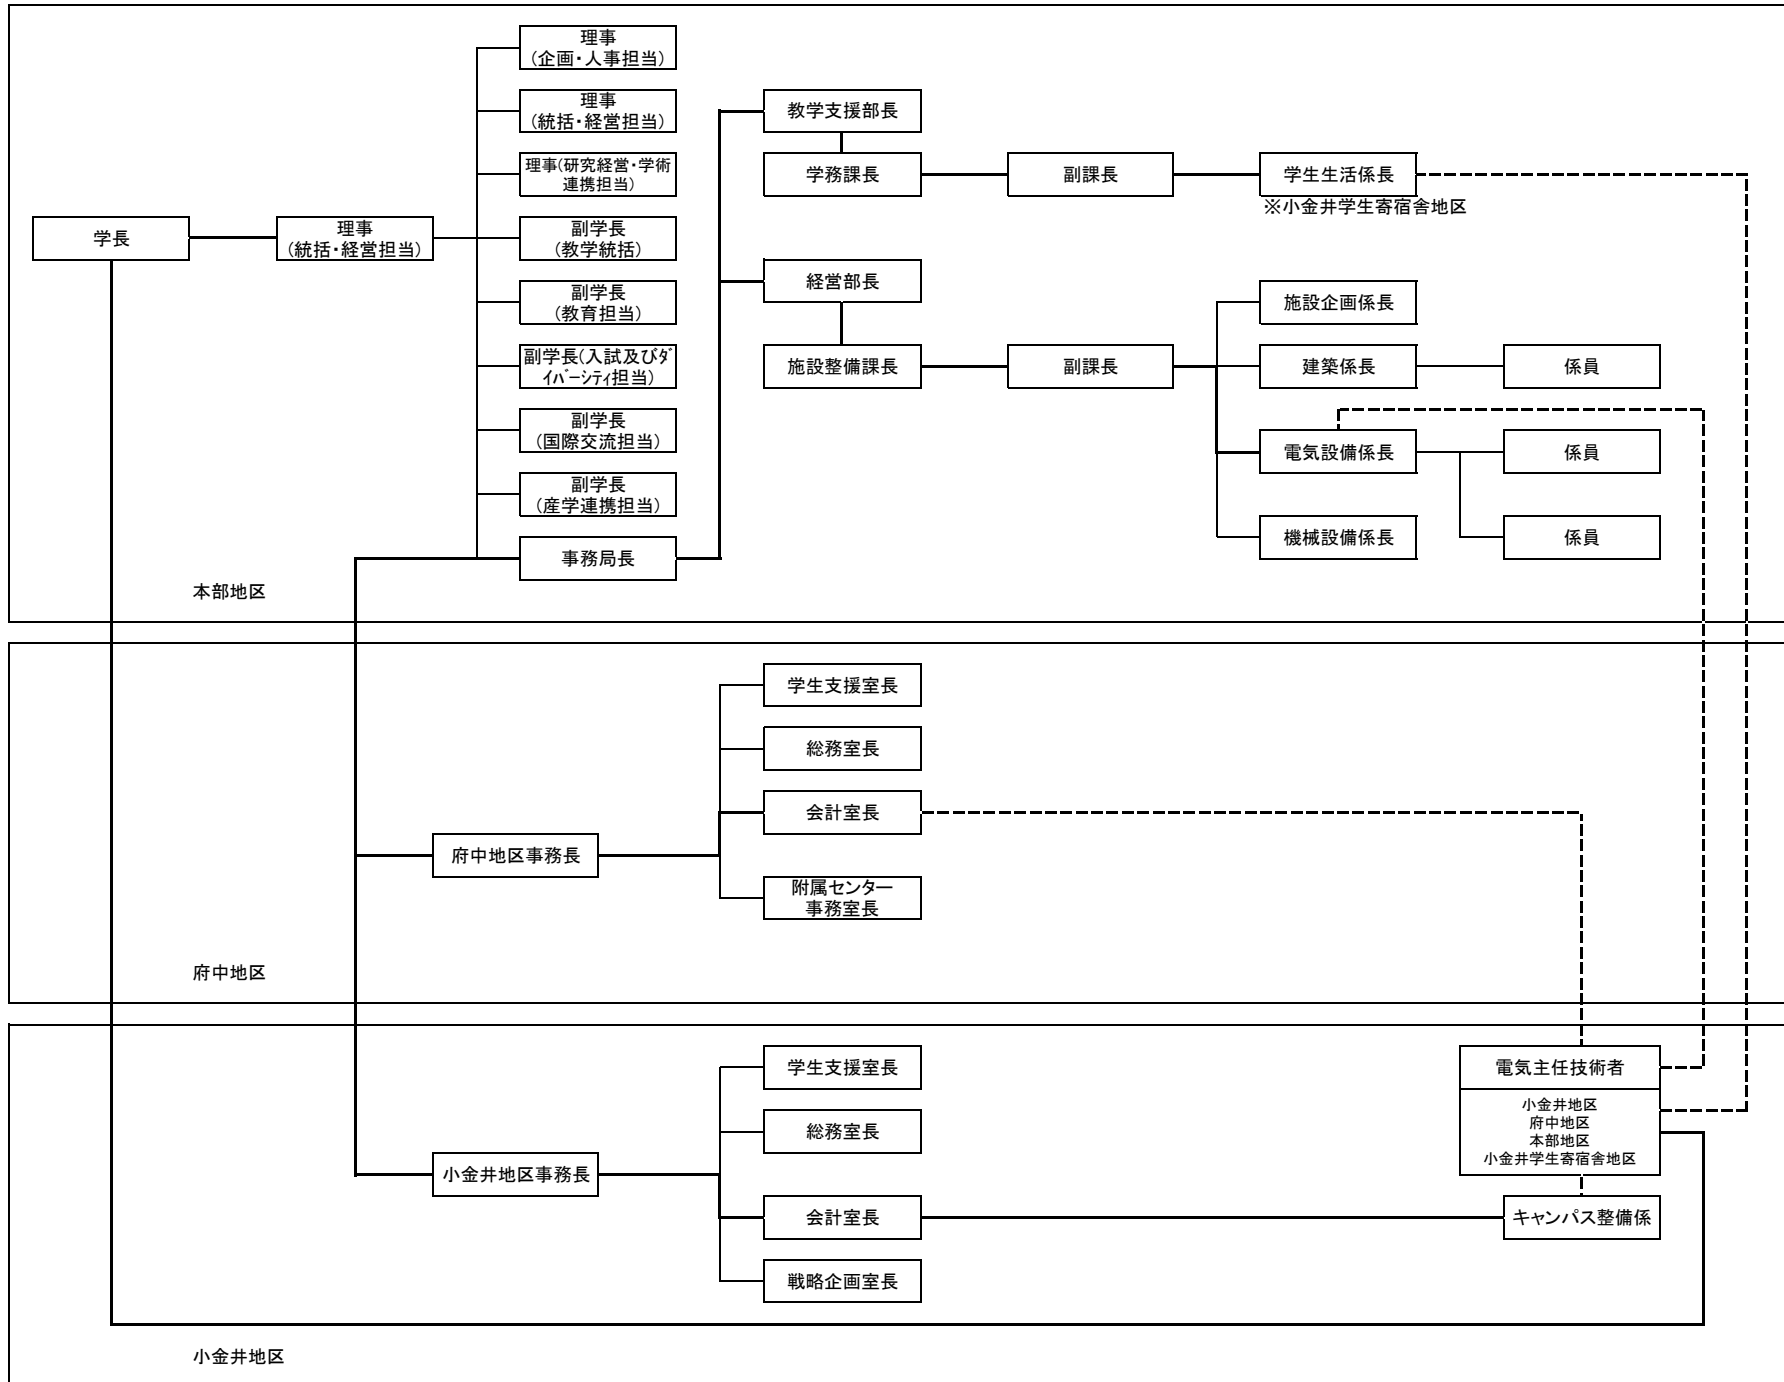 理事
(企画・人事担当)
理事
(統括・経営担当)
理事(研究経営・学術
連携担当)
学長
理事
(統括・経営担当)
副学長
(教学統括)
副学長
(教育担当)
副学長(入試及びダ
イバーシティ担当)
副学長
(国際交流担当)
副学長
(産学連携担当)
事務局長
教学支援部長
学務課長
副課長
学生生活係長
※小金井学生寄宿舎地区
経営部長
施設整備課長
副課長
施設企画係長
建築係長
係員
電気設備係長
係員
機械設備係長
係員
本部地区
学生支援室長
総務室長
会計室長
府中地区事務長
附属センター
事務室長
府中地区
学生支援室長
総務室長
小金井地区事務長
会計室長
戦略企画室長
電気主任技術者
小金井地区
府中地区
本部地区
小金井学生寄宿舎地区
キャンパス整備係
小金井地区